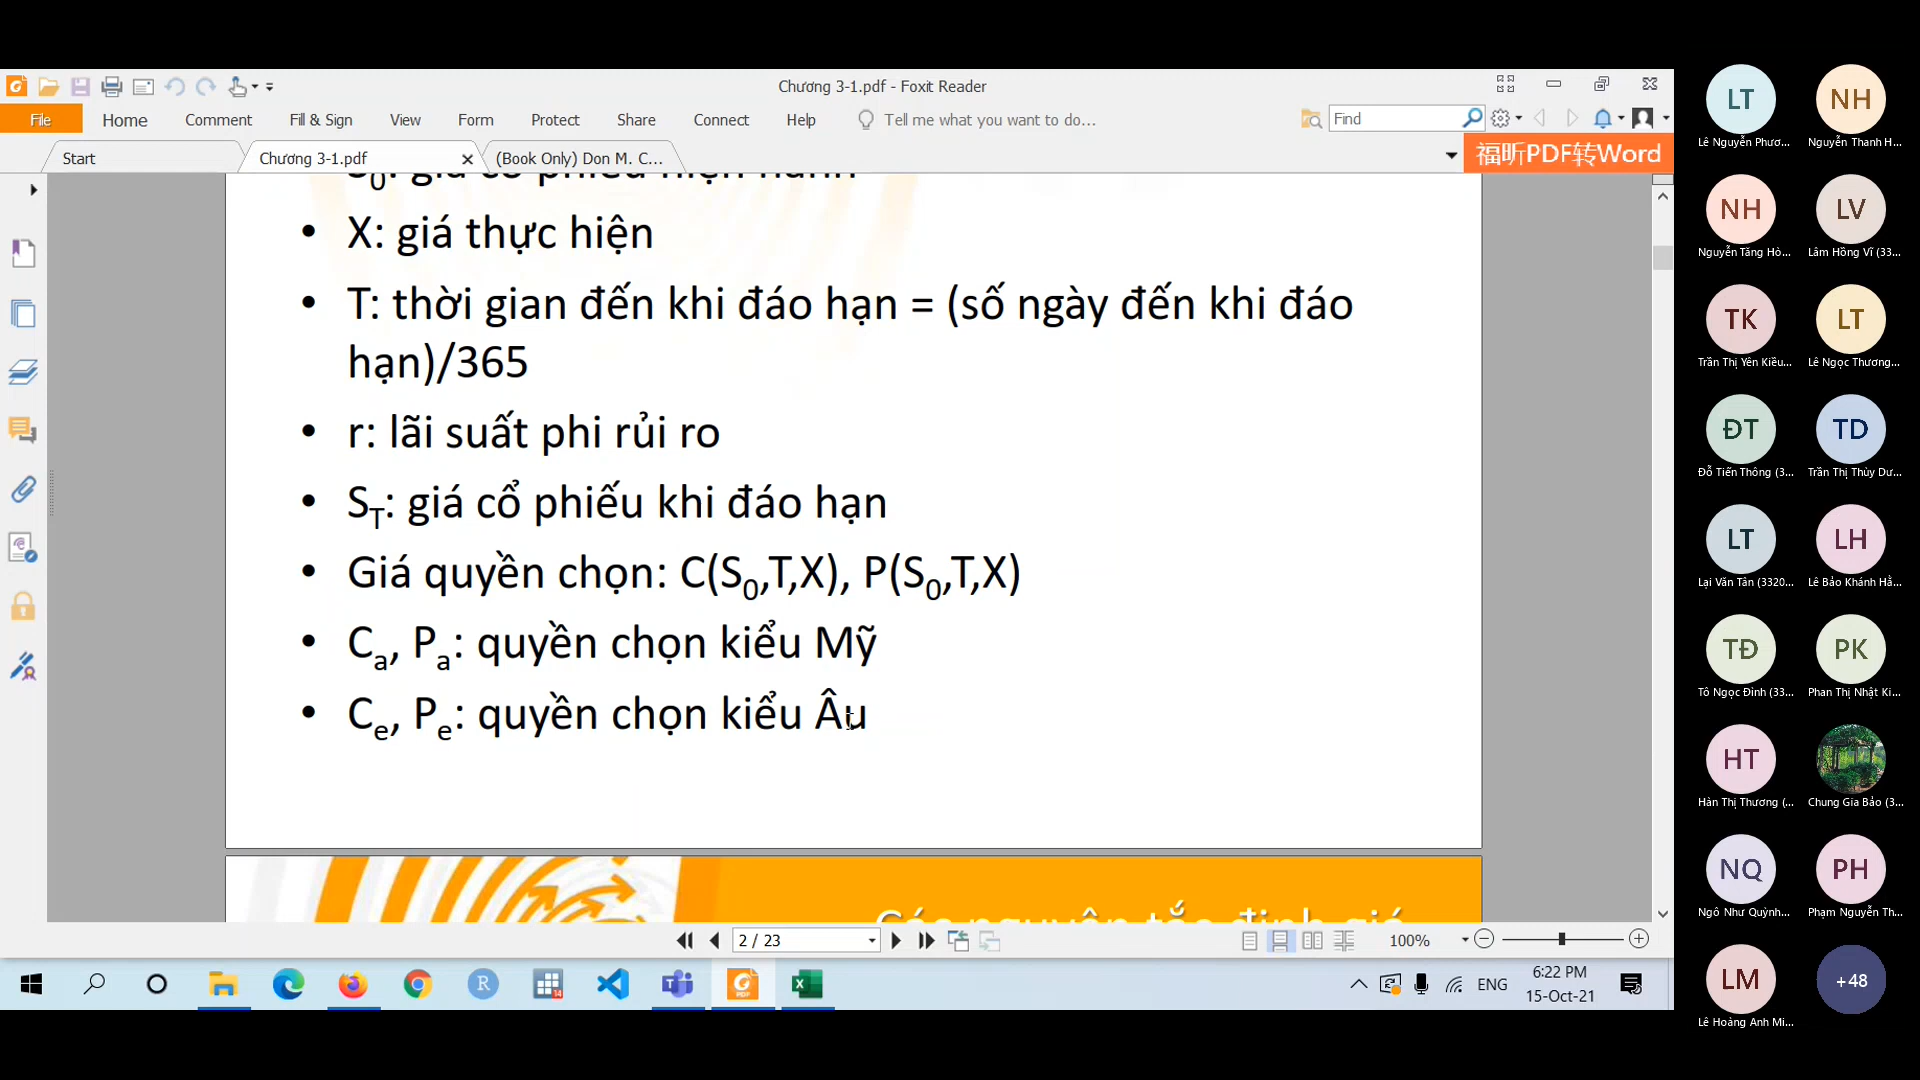 Chương 3-1.pdf - Foxit Reader
File Home Comment Fill & Sign View Form Protect Share Connect Help Tell me what you want to do... Find
Start Chương 3-1.pdf (Book Only) Don M. C... 福昕PDF转Word
S0: giá cổ phiếu hiện hành
• X: giá thực hiện
• T: thời gian đến khi đáo hạn = (số ngày đến khi đáo
hạn)/365
• r: lãi suất phi rủi ro
• ST: giá cổ phiếu khi đáo hạn
• Giá quyền chọn: C(S0,T,X), P(S0,T,X)
• Ca, Pa: quyền chọn kiểu Mỹ
• Ce, Pe: quyền chọn kiểu Âu
Các nguyên tắc định giá
2 / 23 100%
ENG 6:22 PM
15-Oct-21
LT NH
Lê Nguyễn Phươ... Nguyễn Thanh H...
NH LV
Nguyễn Tăng Hò... Lâm Hồng Vĩ (33...
TK LT
Trần Thị Yên Kiều... Lê Ngọc Thương...
ĐT TD
Đỗ Tiến Thông (3... Trần Thị Thùy Dư...
LT LH
Lại Văn Tân (3320... Lê Bảo Khánh Hằ...
TĐ PK
Tô Ngọc Đình (33... Phan Thị Nhật Ki...
HT
Hàn Thị Thương (... Chung Gia Bảo (3...
NQ PH
Ngô Như Quỳnh... Phạm Nguyễn Th...
LM +48
Lê Hoàng Anh Mi...